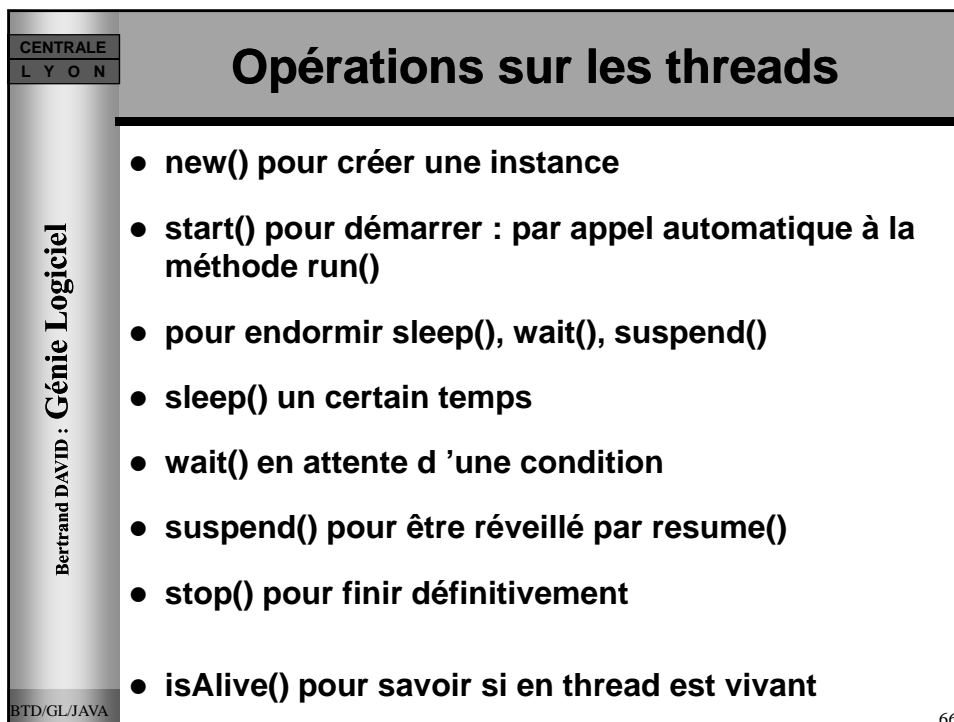 CENTRALE
L Y O N
Opérations sur les threads
● new() pour créer une instance
● start() pour démarrer : par appel automatique à la
méthode run()
● pour endormir sleep(), wait(), suspend()
● sleep() un certain temps
● wait() en attente d ’une condition
● suspend() pour être réveillé par resume()
● stop() pour finir définitivement
● isAlive() pour savoir si en thread est vivant
Bertrand DAVID : Génie Logiciel
BTD/GL/JAVA
66